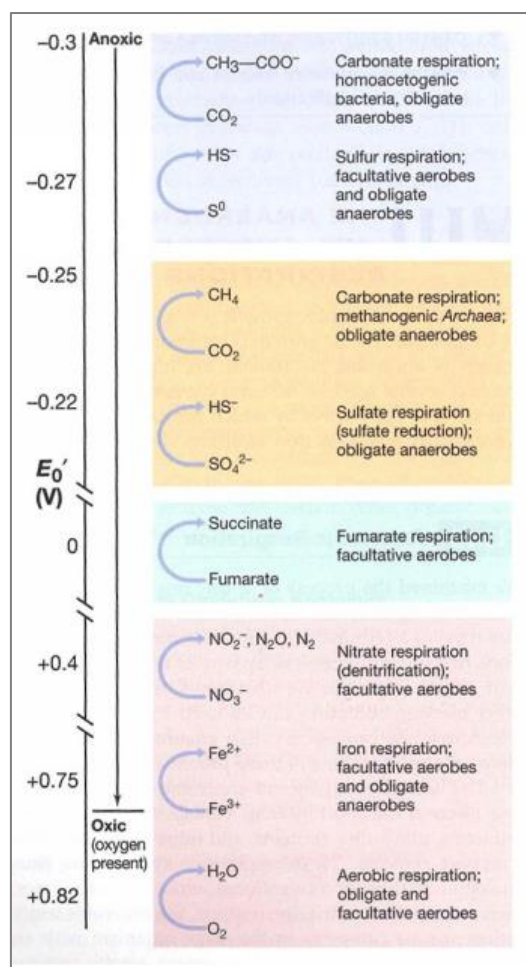 −0.3
Anoxic
CH3—COO⁻
CO₂
Carbonate respiration;
homoacetogenic
bacteria, obligate
anaerobes
−0.27
HS⁻
S⁰
Sulfur respiration;
facultative aerobes
and obligate
anaerobes
−0.25
CH₄
CO₂
Carbonate respiration;
methanogenic Archaea;
obligate anaerobes
−0.22
HS⁻
SO₄²⁻
Sulfate respiration
(sulfate reduction);
obligate anaerobes
E₀′
(V)
0
Succinate
Fumarate
Fumarate respiration;
facultative aerobes
+0.4
NO₂⁻, N₂O, N₂
NO₃⁻
Nitrate respiration
(denitrification);
facultative aerobes
+0.75
Fe²⁺
Fe³⁺
Iron respiration;
facultative aerobes
and obligate
anaerobes
Oxic
(oxygen
present)
+0.82
H₂O
O₂
Aerobic respiration;
obligate and
facultative aerobes